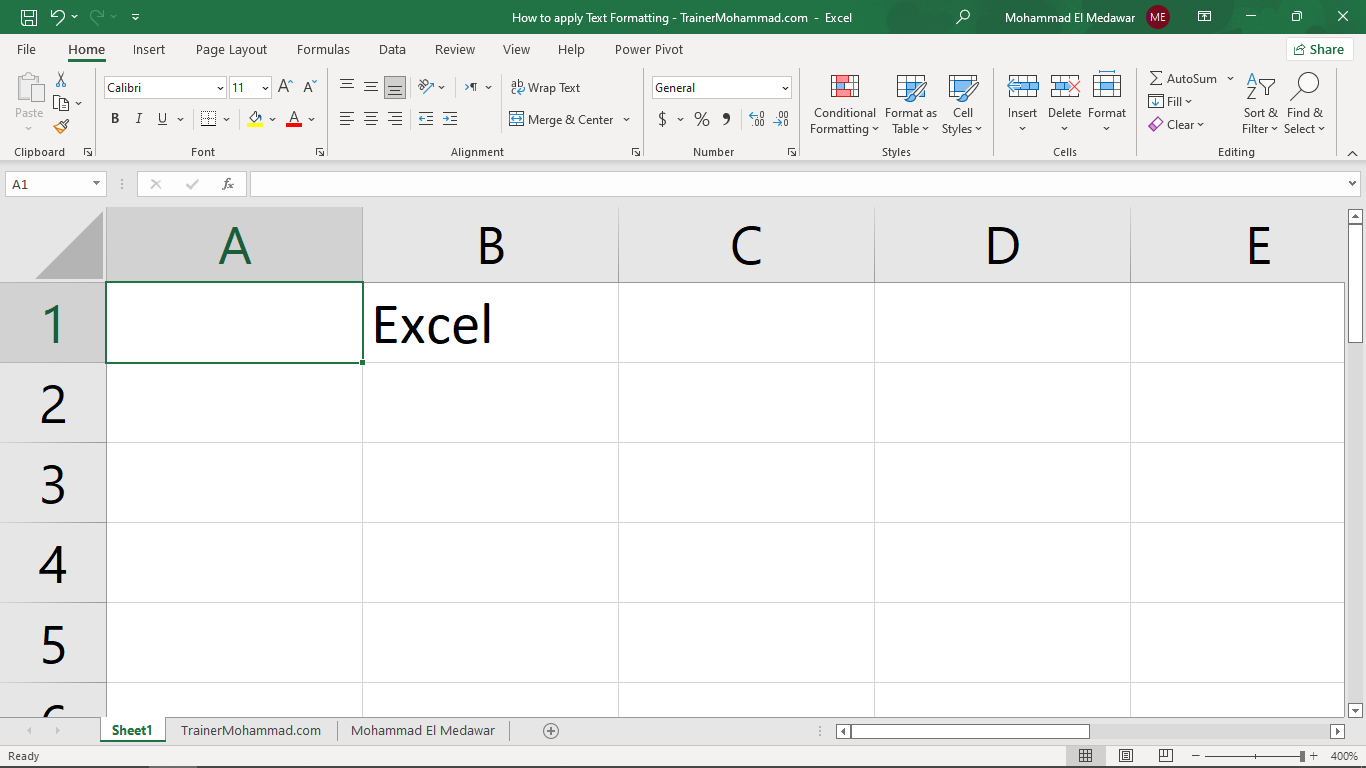 How to apply Text Formatting - TrainerMohammad.com - Excel
Mohammad El Medawar ME
File Home Insert Page Layout Formulas Data Review View Help Power Pivot Share
Paste
Clipboard
Calibri 11
B I U A
Font
ab Wrap Text
Merge & Center
Alignment
General
$ % ,
Number
Conditional Formatting
Format as Table
Cell Styles
Styles
Insert Delete Format
Cells
AutoSum
Fill
Clear
Sort & Filter
Find & Select
Editing
A1 fx
A B C D E
1 Excel
2
3
4
5
6
Sheet1 TrainerMohammad.com Mohammad El Medawar
Ready 400%